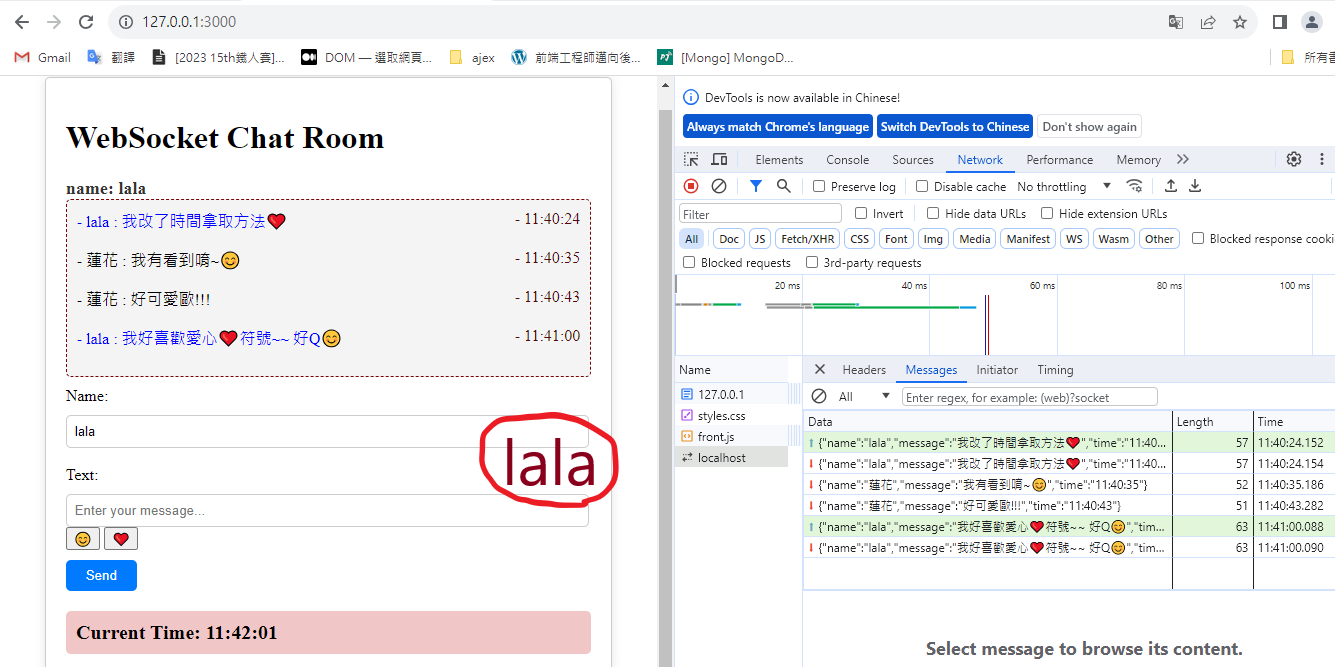 127.0.0.1:3000
Gmail 翻譯 [2023 15th鐵人賽]... DOM — 選取網頁... ajex 前端工程師邁向後... [Mongo] MongoD... 所有書
WebSocket Chat Room
name: lala
- lala : 我改了時間拿取方法❤️ - 11:40:24
- 蓮花 : 我有看到唷~😊 - 11:40:35
- 蓮花 : 好可愛歐!!! - 11:40:43
- lala : 我好喜歡愛心❤️符號~~ 好Q😊 - 11:41:00
Name:
lala
lala
Text:
Enter your message...
😊 ❤️
Send
Current Time: 11:42:01
DevTools is now available in Chinese!
Always match Chrome's language Switch DevTools to Chinese Don't show again
Elements Console Sources Network Performance Memory
Preserve log Disable cache No throttling
Filter Invert Hide data URLs Hide extension URLs
All Doc JS Fetch/XHR CSS Font Img Media Manifest WS Wasm Other Blocked response cooki
Blocked requests 3rd-party requests
20 ms 40 ms 60 ms 80 ms 100 ms
Name
127.0.0.1
styles.css
front.js
localhost
Headers Messages Initiator Timing
All Enter regex, for example: (web)?socket
Data Length Time
{"name":"lala","message":"我改了時間拿取方法❤️","time":"11:40... 57 11:40:24.152
{"name":"lala","message":"我改了時間拿取方法❤️","time":"11:40... 57 11:40:24.154
{"name":"蓮花","message":"我有看到唷~😊","time":"11:40:35"} 52 11:40:35.186
{"name":"蓮花","message":"好可愛歐!!!","time":"11:40:43"} 51 11:40:43.282
{"name":"lala","message":"我好喜歡愛心❤️符號~~ 好Q😊","tim... 63 11:41:00.088
{"name":"lala","message":"我好喜歡愛心❤️符號~~ 好Q😊","tim... 63 11:41:00.090
Select message to browse its content.